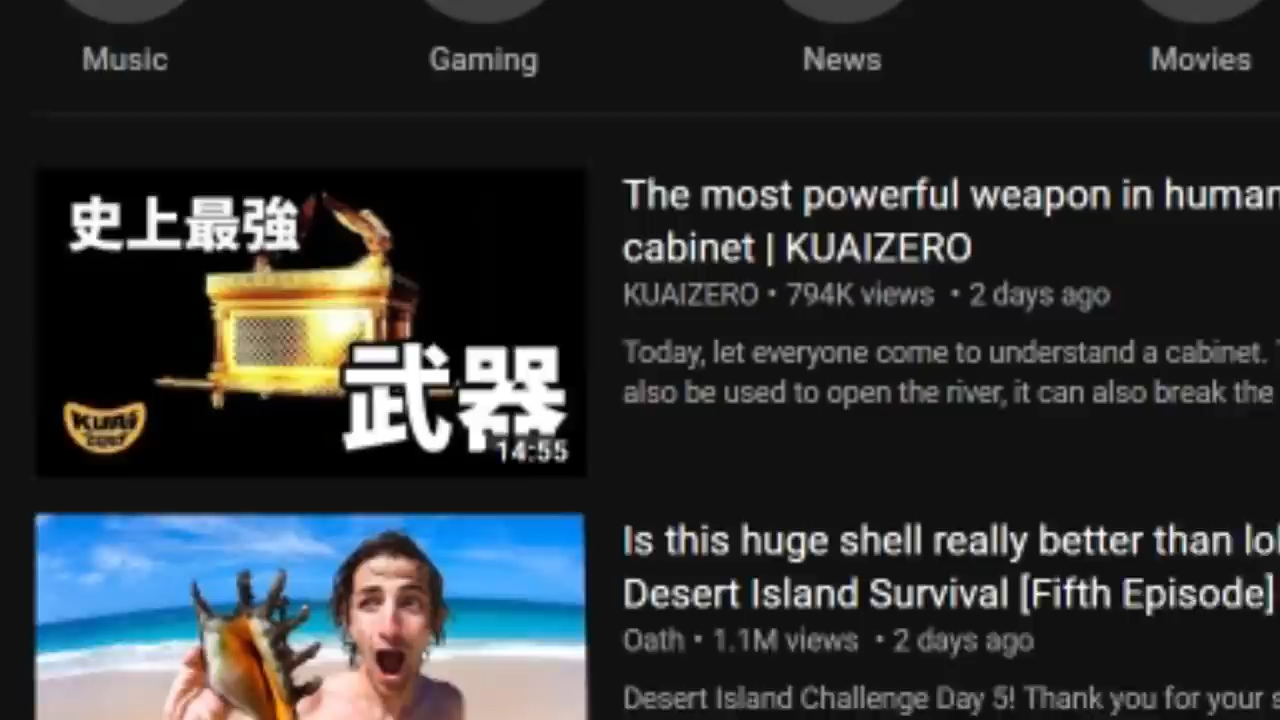 Music
Gaming
News
Movies
史上最強
武器
KUAI
14:55
The most powerful weapon in human
cabinet | KUAIZERO
KUAIZERO • 794K views • 2 days ago
Today, let everyone come to understand a cabinet.
also be used to open the river, it can also break the
Is this huge shell really better than
Desert Island Survival [Fifth Episode]
Oath • 1.1M views • 2 days ago
Desert Island Challenge Day 5! Thank you for your